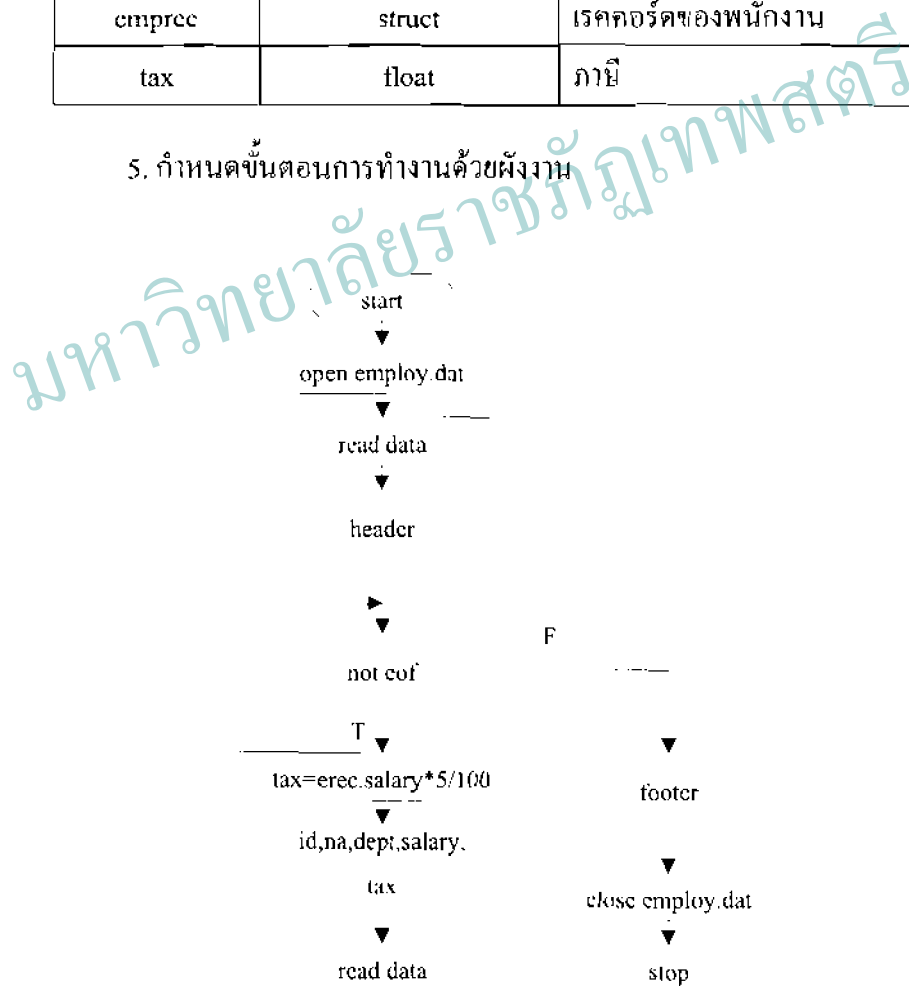 emprec struct เรคคอร์ดของพนักงาน
tax float ภาษี
5. กำหนดขั้นตอนการทำงานด้วยผังงาน
มหาวิทยาลัยราชภัฏเทพสตรี
start
open employ.dat
read data
header
F
not eof
T
tax=erec.salary*5/100
footer
id,na,dept,salary,
tax
close employ.dat
read data
stop